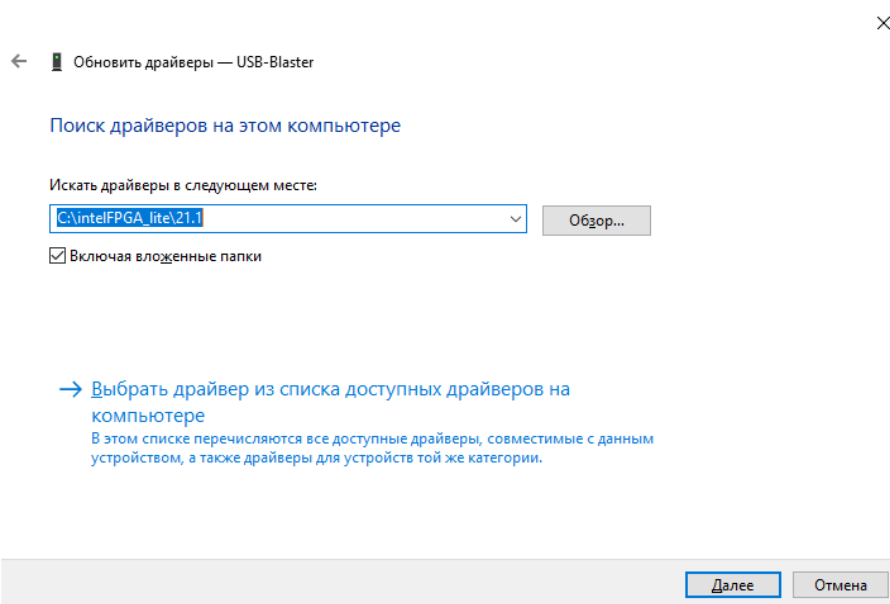 Обновить драйверы — USB-Blaster
Поиск драйверов на этом компьютере
Искать драйверы в следующем месте:
C:\intelFPGA_lite\21.1
Обзор...
Включая вложенные папки
Выбрать драйвер из списка доступных драйверов на
компьютере
В этом списке перечисляются все доступные драйверы, совместимые с данным
устройством, а также драйверы для устройств той же категории.
Далее
Отмена